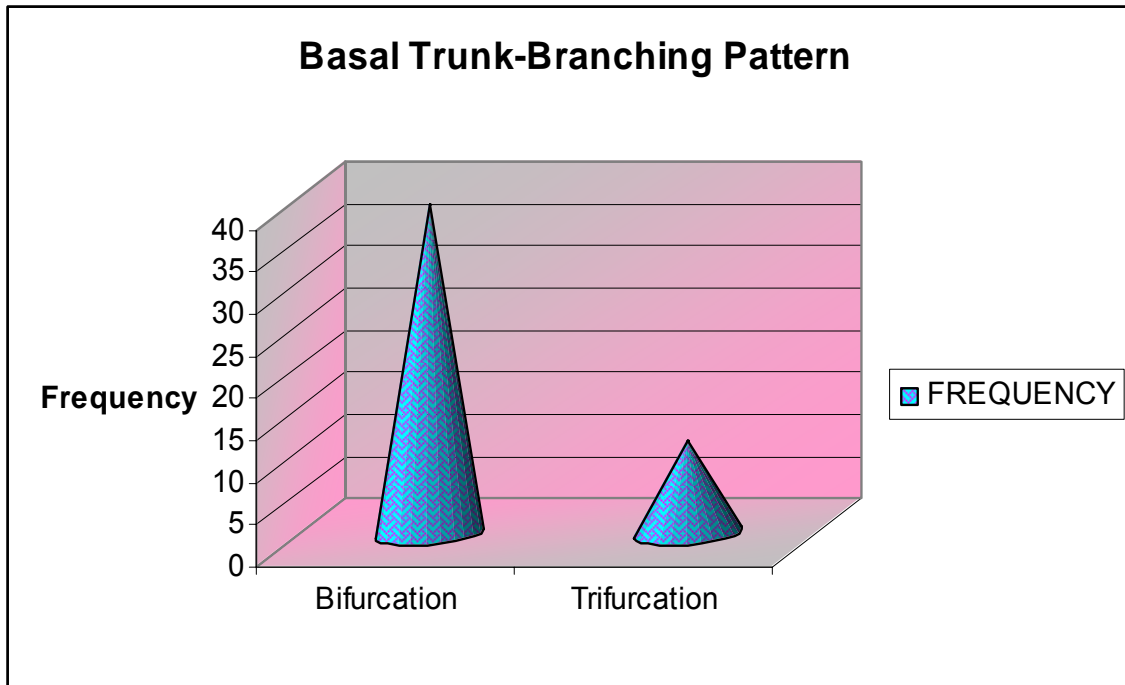 Basal Trunk-Branching Pattern
40
35
30
25
20
15
10
5
0
Frequency
Bifurcation
Trifurcation
FREQUENCY